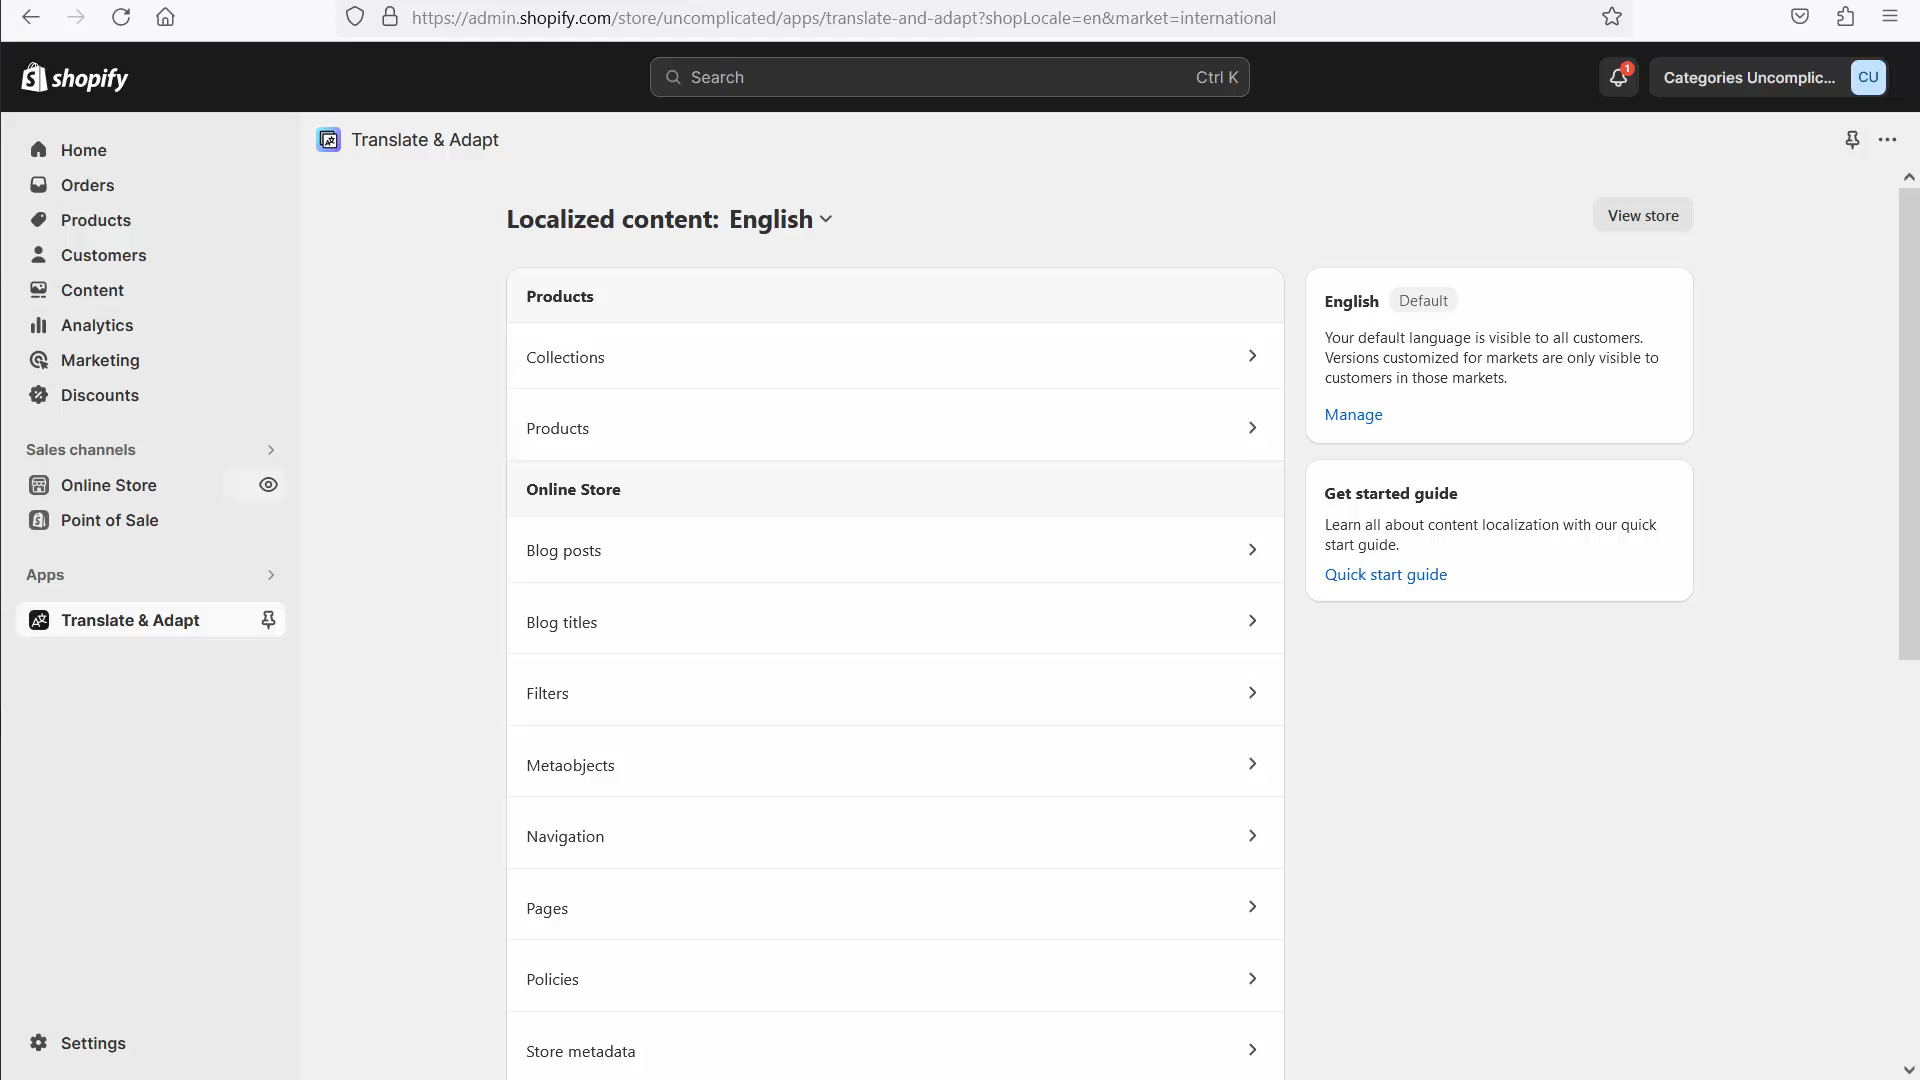 https://admin.shopify.com/store/uncomplicated/apps/translate-and-adapt?shopLocale=en&market=international
shopify
Search
Ctrl K
1
Categories Uncomplic...
CU
Home
Orders
Products
Customers
Content
Analytics
Marketing
Discounts
Sales channels
Online Store
Point of Sale
Apps
Translate & Adapt
Settings
Translate & Adapt
Localized content: English
View store
Products
Collections
Products
Online Store
Blog posts
Blog titles
Filters
Metaobjects
Navigation
Pages
Policies
Store metadata
English Default
Your default language is visible to all customers.
Versions customized for markets are only visible to
customers in those markets.
Manage
Get started guide
Learn all about content localization with our quick
start guide.
Quick start guide